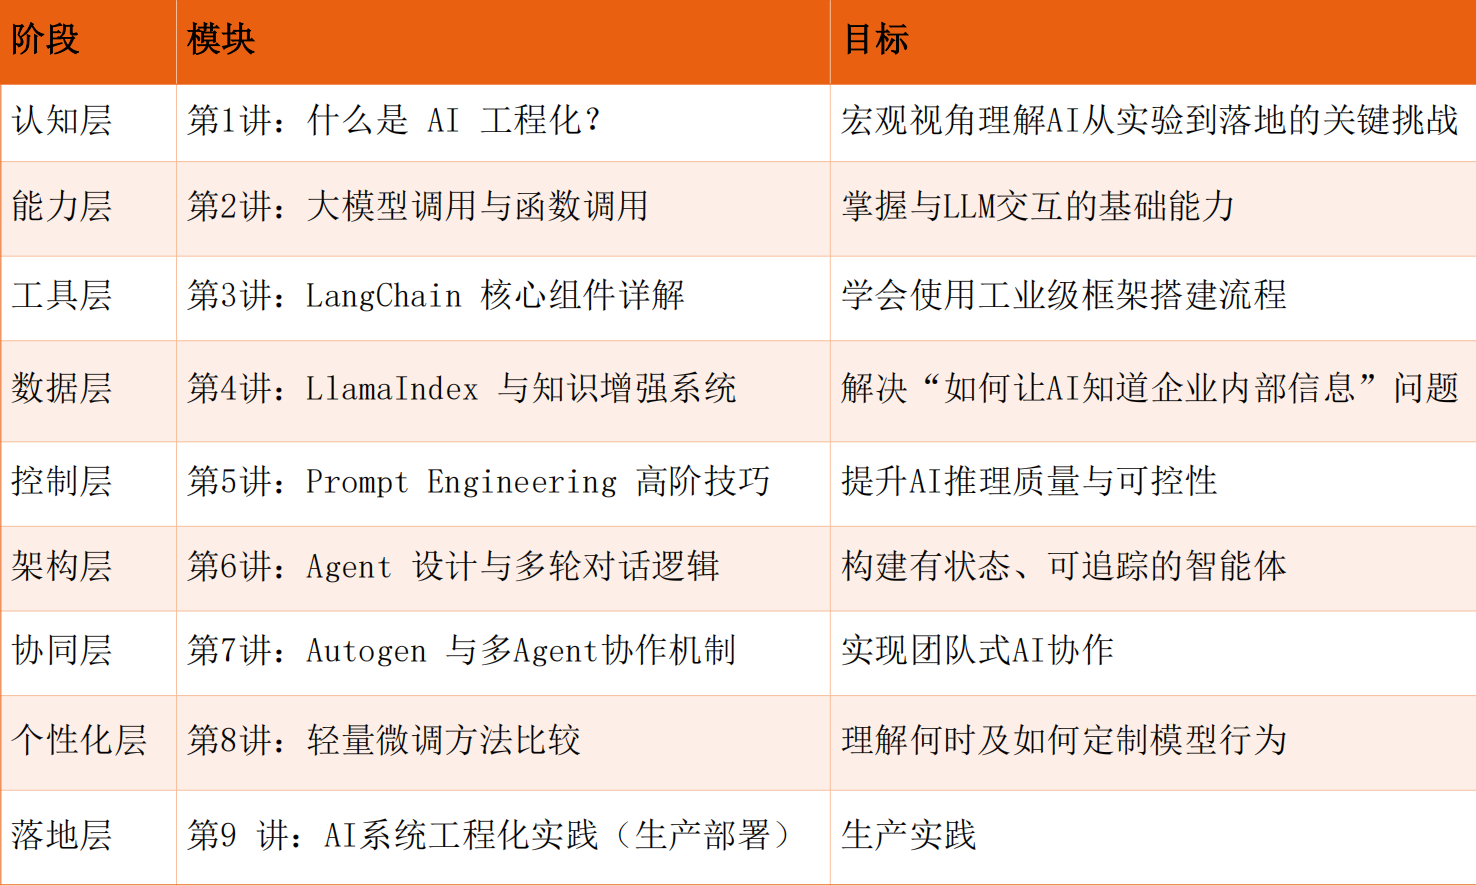 阶段 模块 目标
认知层 第1讲：什么是 AI 工程化？ 宏观视角理解AI从实验到落地的关键挑战
能力层 第2讲：大模型调用与函数调用 掌握与LLM交互的基础能力
工具层 第3讲：LangChain 核心组件详解 学会使用工业级框架搭建流程
数据层 第4讲：LlamaIndex 与知识增强系统 解决“如何让AI知道企业内部信息”问题
控制层 第5讲：Prompt Engineering 高阶技巧 提升AI推理质量与可控性
架构层 第6讲：Agent 设计与多轮对话逻辑 构建有状态、可追踪的智能体
协同层 第7讲：Autogen 与多Agent协作机制 实现团队式AI协作
个性化层 第8讲：轻量微调方法比较 理解何时及如何定制模型行为
落地层 第9 讲：AI系统工程化实践（生产部署） 生产实践